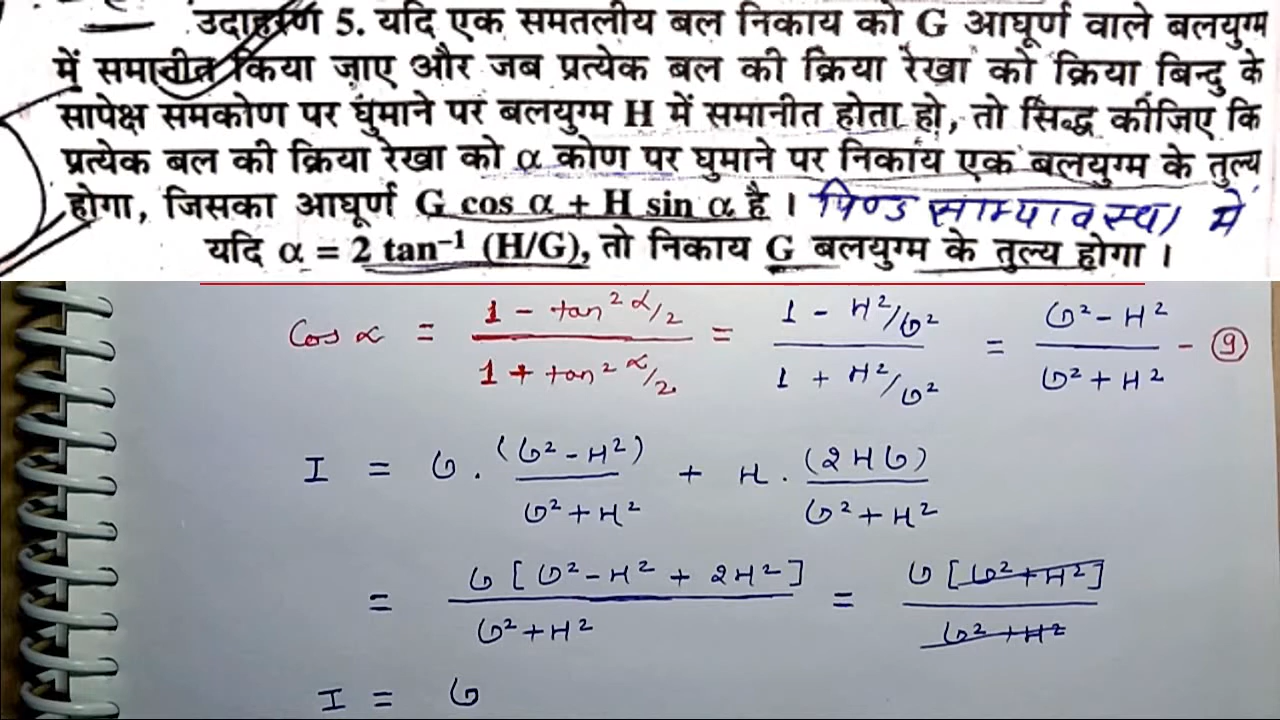 उदाहरण 5. यदि एक समतलीय बल निकाय को G आघूर्ण वाले बलयुग्म
में समानीत किया जाए और जब प्रत्येक बल की क्रिया रेखा को क्रिया बिन्दु के
सापेक्ष समकोण पर घुमाने पर बलयुग्म H में समानीत होता हो, तो सिद्ध कीजिए कि
प्रत्येक बल की क्रिया रेखा को α कोण पर घुमाने पर निकाय एक बलयुग्म के तुल्य
होगा, जिसका आघूर्ण G cos α + H sin α है। पिण्ड साम्यावस्था में
यदि α = 2 tan⁻¹ (H/G), तो निकाय G बलयुग्म के तुल्य होगा।
Cos α = (1 - tan² α/2) / (1 + tan² α/2) = (1 - H²/G²) / (1 + H²/G²) = (G² - H²) / (G² + H²) - ⑨
I = G . (G² - H²) / (G² + H²) + H . (2HG) / (G² + H²)
= G [G² - H² + 2H²] / (G² + H²) = G [G² + H²] / (G² + H²)
I = G